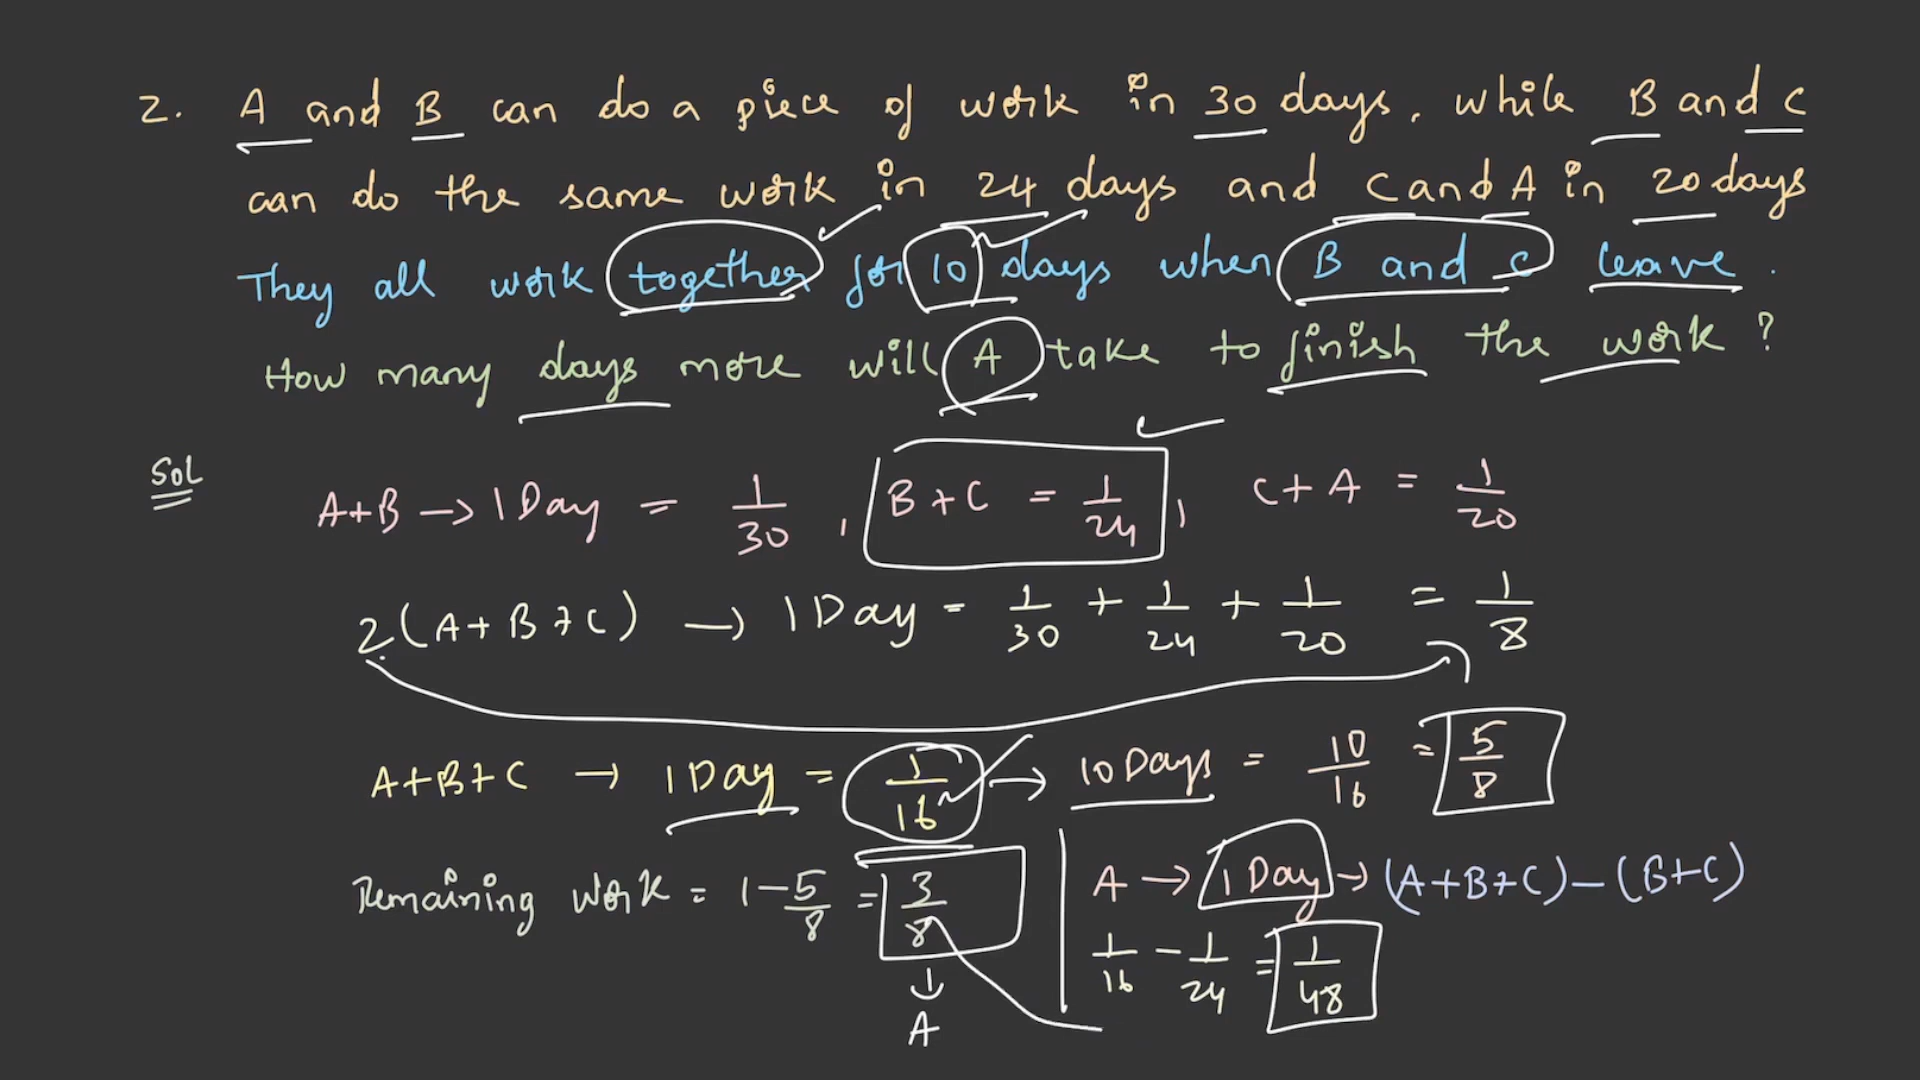 2. A and B can do a piece of work in 30 days, while B and C
can do the same work in 24 days and C and A in 20 days
They all work together for 10 days when B and C leave.
How many days more will A take to finish the work?
Sol
A+B → 1 Day = 1/30 , B+C = 1/24 , C+A = 1/20
2(A+B+C) → 1 Day = 1/30 + 1/24 + 1/20 = 1/8
A+B+C → 1 Day = 1/16 → 10 Days = 10/16 = 5/8
Remaining work = 1 - 5/8 = 3/8
↓
A
A → 1 Day → (A+B+C) - (B+C)
1/16 - 1/24 = 1/48